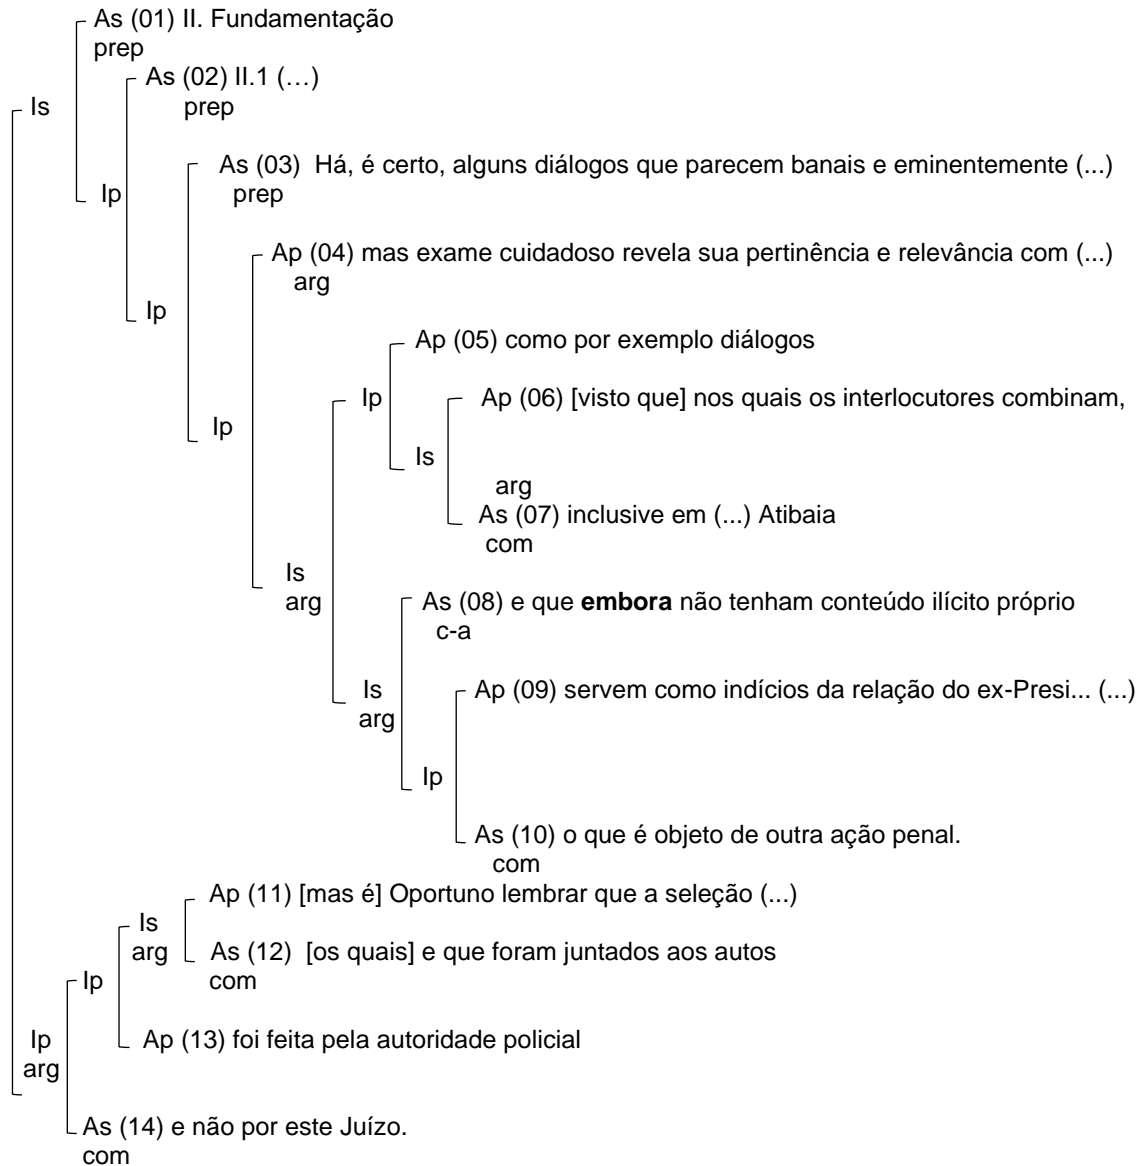 As (01) II. Fundamentação
prep
As (02) II.1 (…)
prep
Is
As (03) Há, é certo, alguns diálogos que parecem banais e eminentemente (...)
prep
Ip
Ap (04) mas exame cuidadoso revela sua pertinência e relevância com (...)
arg
Ip
Ap (05) como por exemplo diálogos
Ip
Ap (06) [visto que] nos quais os interlocutores combinam,
Ip
Is
arg
As (07) inclusive em (...) Atibaia
com
Is
arg
As (08) e que embora não tenham conteúdo ilícito próprio
c-a
Is
arg
Ap (09) servem como indícios da relação do ex-Presi... (...)
Ip
As (10) o que é objeto de outra ação penal.
com
Ap (11) [mas é] Oportuno lembrar que a seleção (...)
Is
arg
As (12) [os quais] e que foram juntados aos autos
com
Ip
Ip
arg
Ap (13) foi feita pela autoridade policial
As (14) e não por este Juízo.
com